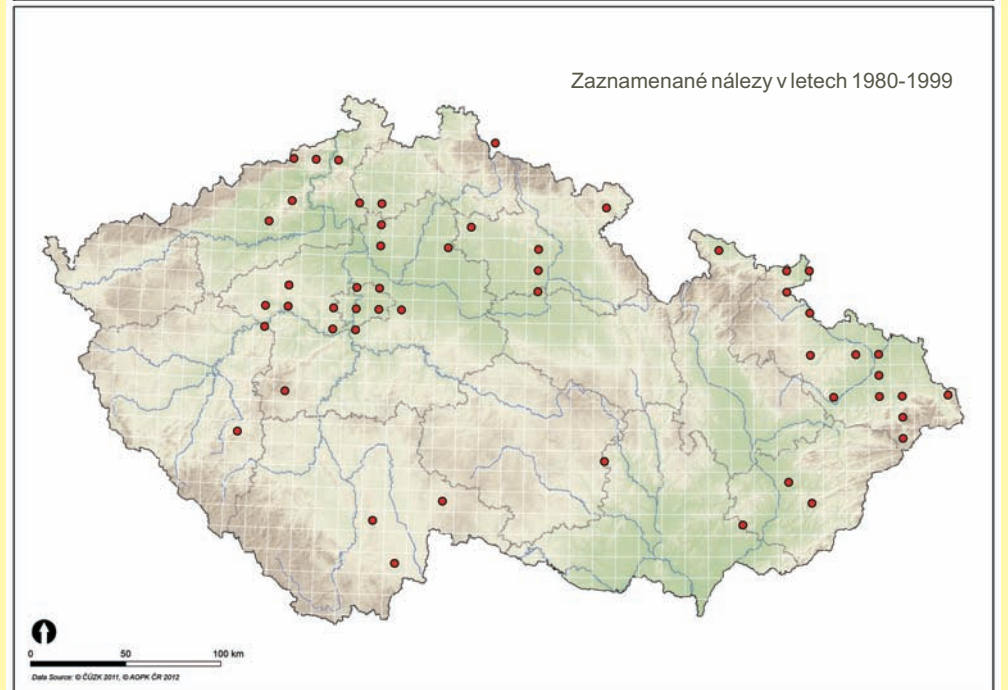 Zaznamenané nálezy v letech 1980-1999
0 50 100 km
Data Source: © ČÚZK 2011, © AOPK ČR 2012